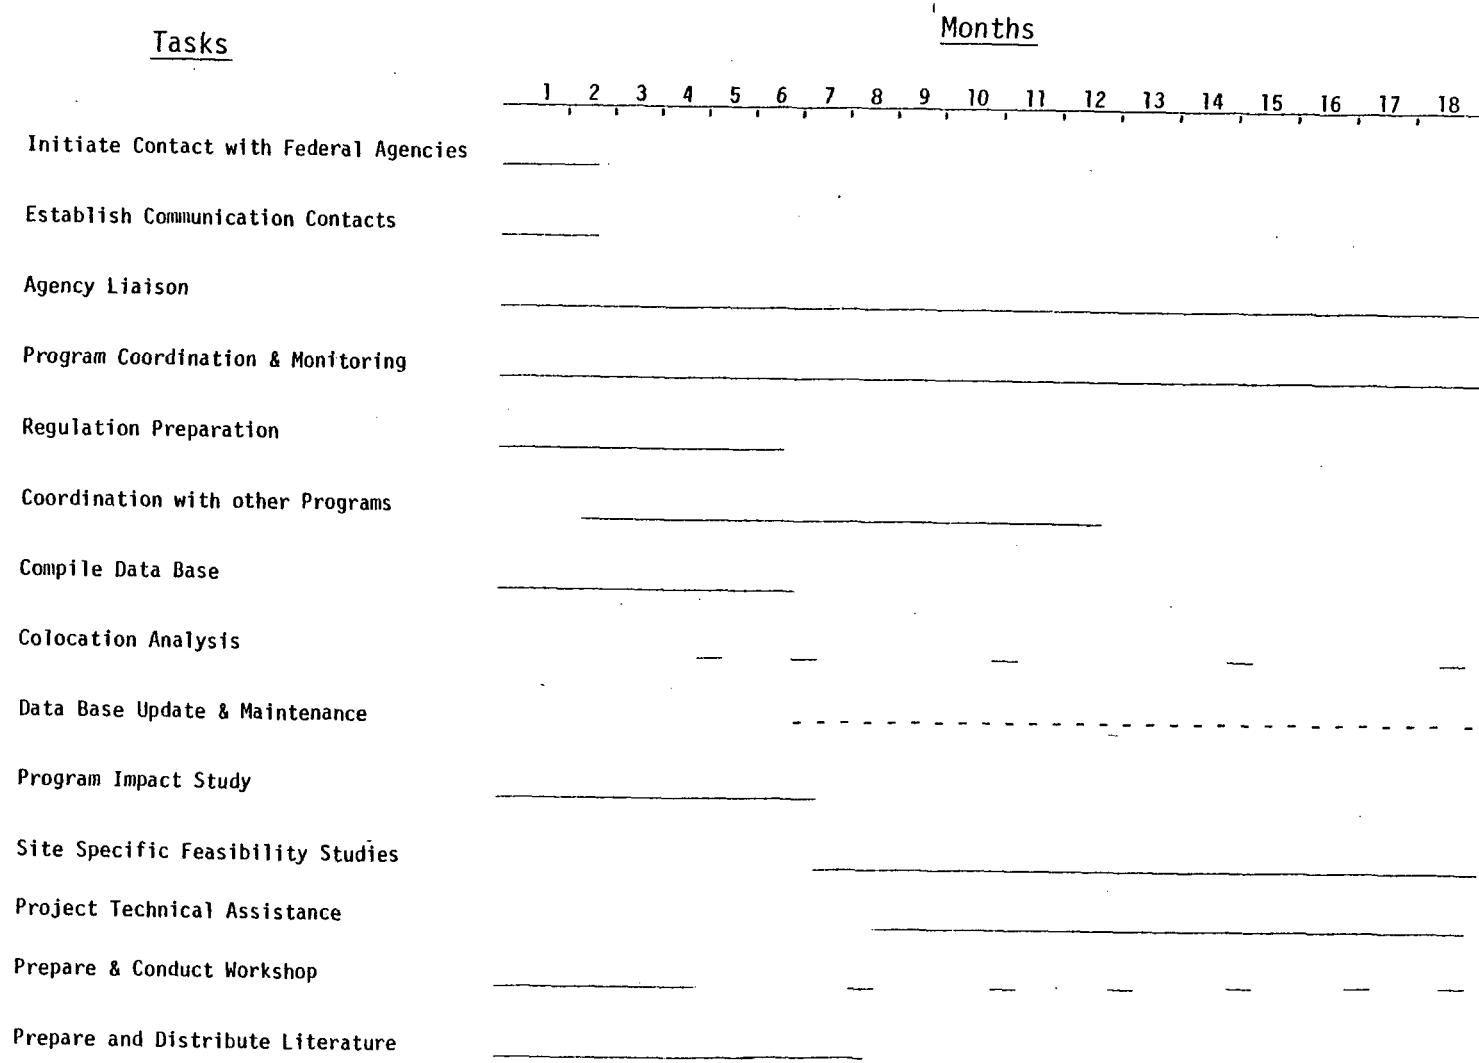 Tasks
Months
1 2 3 4 5 6 7 8 9 10 11 12 13 14 15 16 17 18
Initiate Contact with Federal Agencies
Establish Communication Contacts
Agency Liaison
Program Coordination & Monitoring
Regulation Preparation
Coordination with other Programs
Compile Data Base
Colocation Analysis
Data Base Update & Maintenance
Program Impact Study
Site Specific Feasibility Studies
Project Technical Assistance
Prepare & Conduct Workshop
Prepare and Distribute Literature